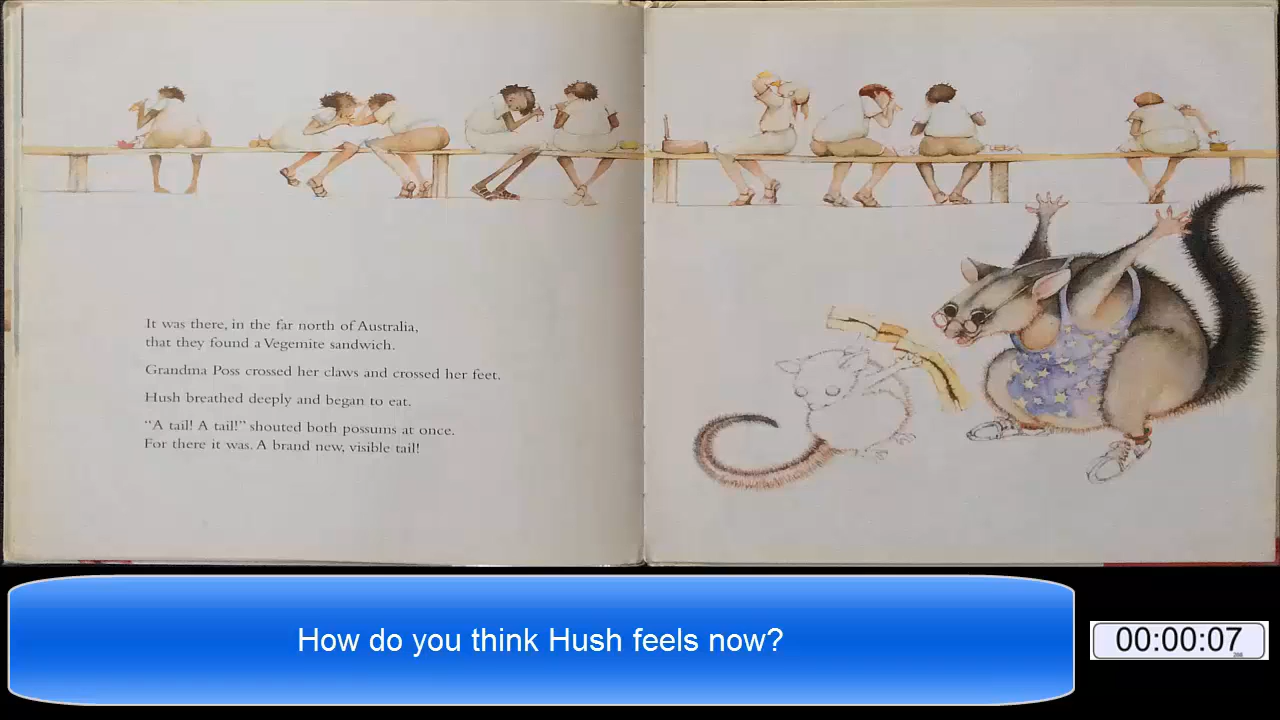 It was there, in the far north of Australia,
that they found a Vegemite sandwich.
Grandma Poss crossed her claws and crossed her feet.
Hush breathed deeply and began to eat.
“A tail! A tail!” shouted both possums at once.
For there it was. A brand new, visible tail!
How do you think Hush feels now?
00:00:07